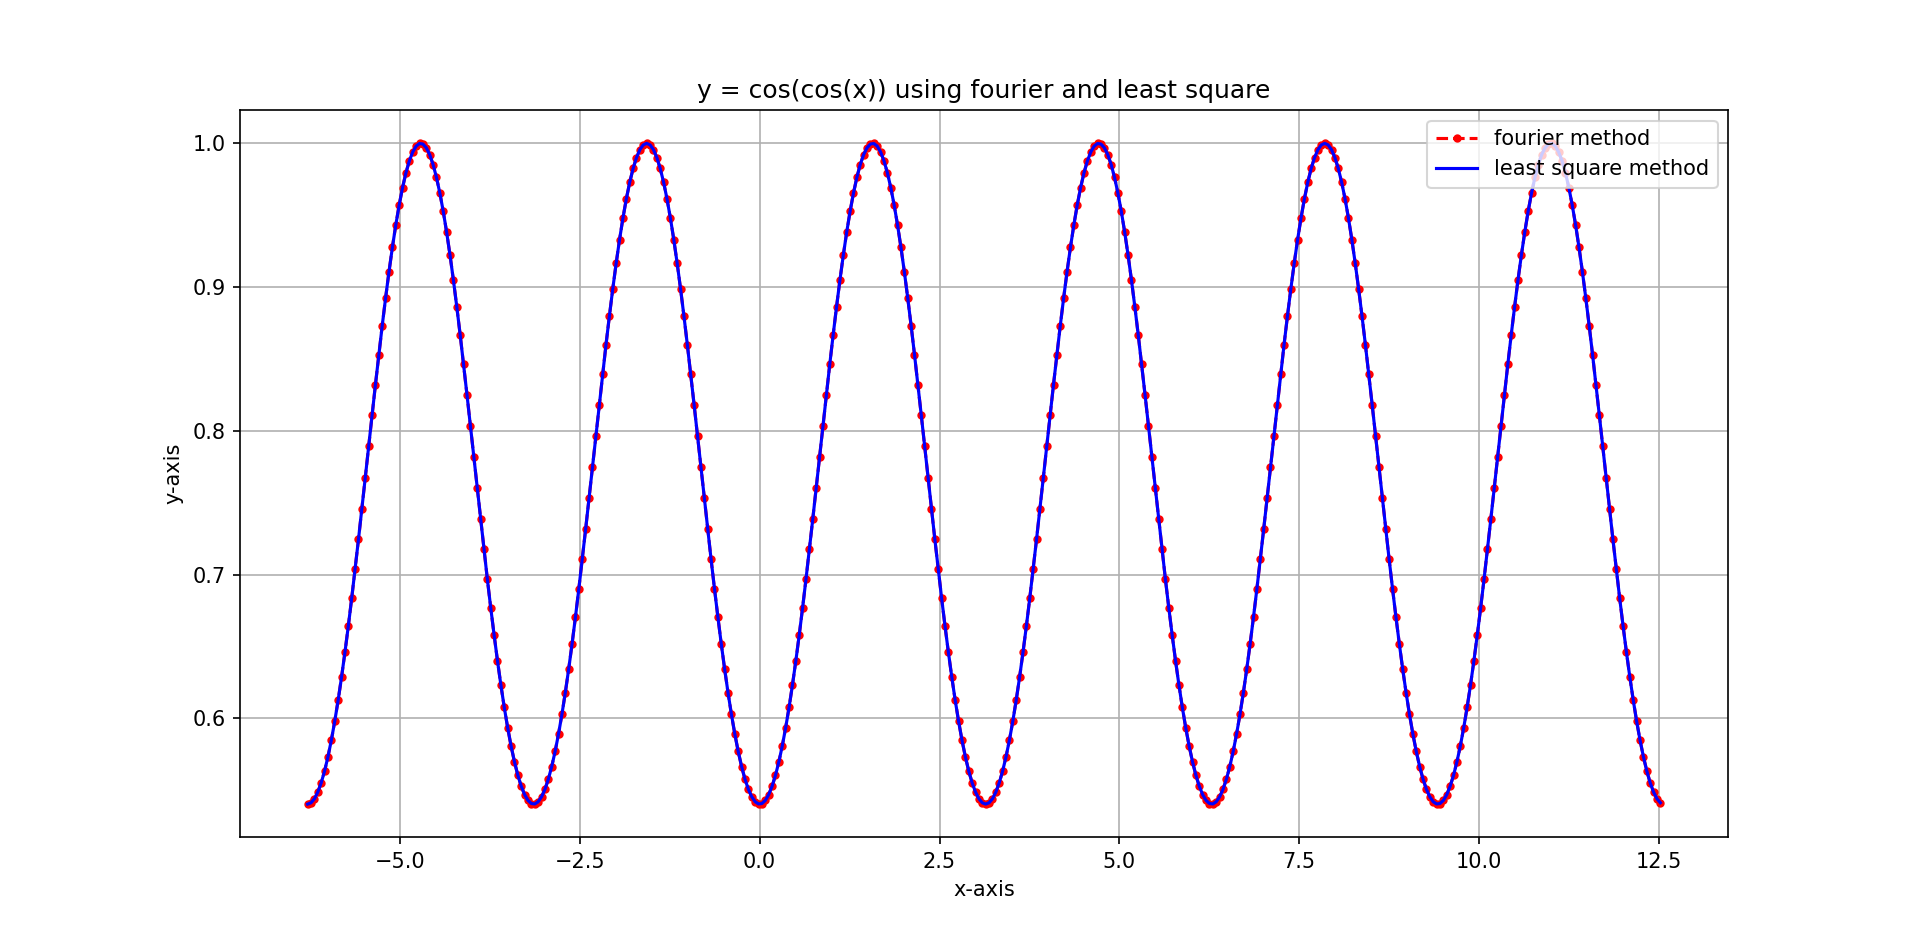 y = cos(cos(x)) using fourier and least square
fourier method
least square method
1.0
0.9
0.8
0.7
0.6
y-axis
−5.0 −2.5 0.0 2.5 5.0 7.5 10.0 12.5
x-axis